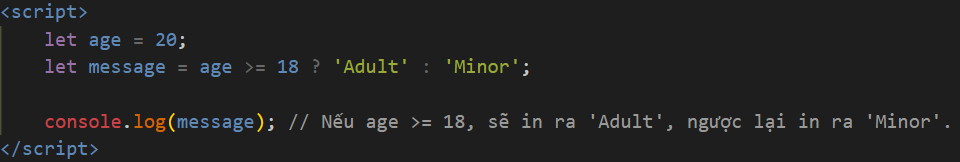 <script>
let age = 20;
let message = age >= 18 ? 'Adult' : 'Minor';
console.log(message); // Nếu age >= 18, sẽ in ra 'Adult', ngược lại in ra 'Minor'.
</script>